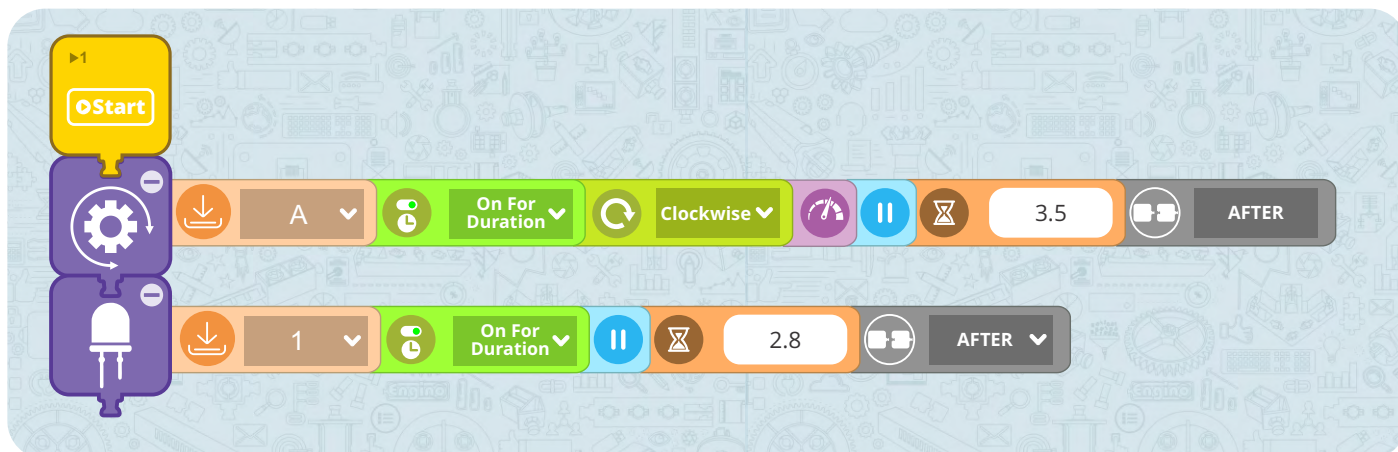 1
Start
A
On For
Duration
Clockwise
3.5
AFTER
1
On For
Duration
2.8
AFTER